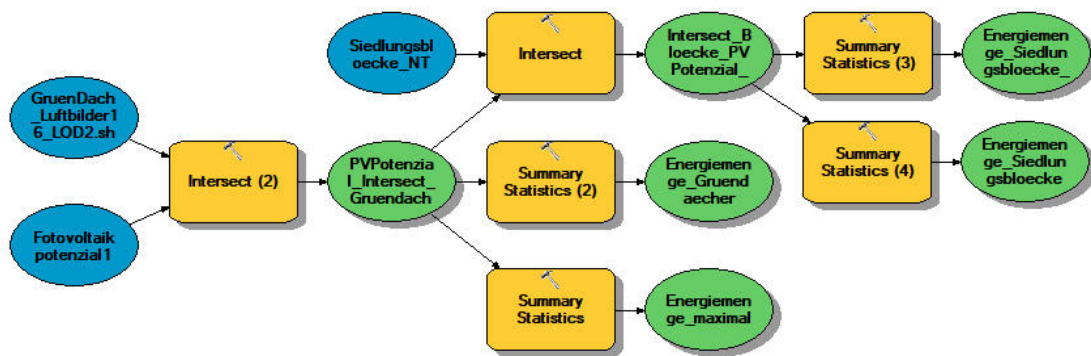 Siedlungsbl
oecke_NT
Intersect
Intersect_B
loecke_PV
Potenzial_
Summary
Statistics (3)
Energiemen
ge_Siedlun
gsbloecke_
GruenDach
_Luftbilder1
6_LOD2.sh
Intersect (2)
PVPotenzia
l_Intersect_
Gruendach
Summary
Statistics (2)
Energiemen
ge_Gruend
aecher
Summary
Statistics (4)
Energiemen
ge_Siedlun
gsbloecke
Fotovoltaik
potenzial1
Summary
Statistics
Energiemen
ge_maximal